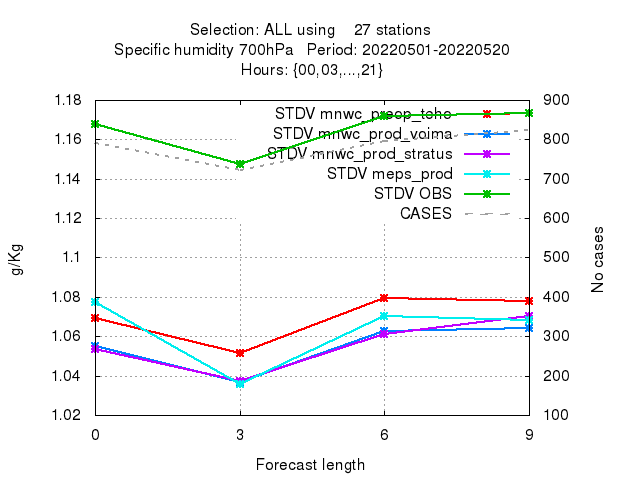 Selection: ALL using 27 stations
Specific humidity 700hPa Period: 20220501-20220520
Hours: {00,03,...,21}
1.18
1.16
1.14
1.12
1.1
1.08
1.06
1.04
1.02
g/Kg
STDV mnwc_preop_toho
STDV mnwc_prod_voima
STDV mnwc_prod_stratus
STDV meps_prod
STDV OBS
CASES
900
800
700
600
500
400
300
200
100
No cases
0 3 6 9
Forecast length